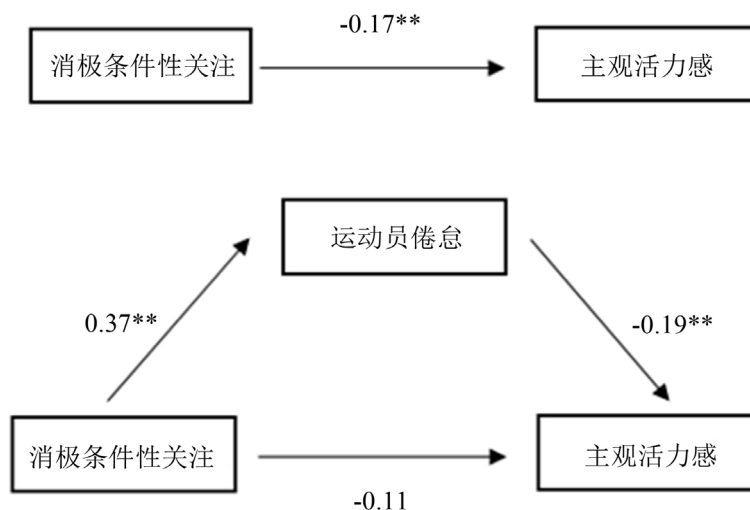 -0.17**
消极条件性关注
主观活力感
运动员倦怠
0.37**
-0.19**
消极条件性关注
主观活力感
-0.11